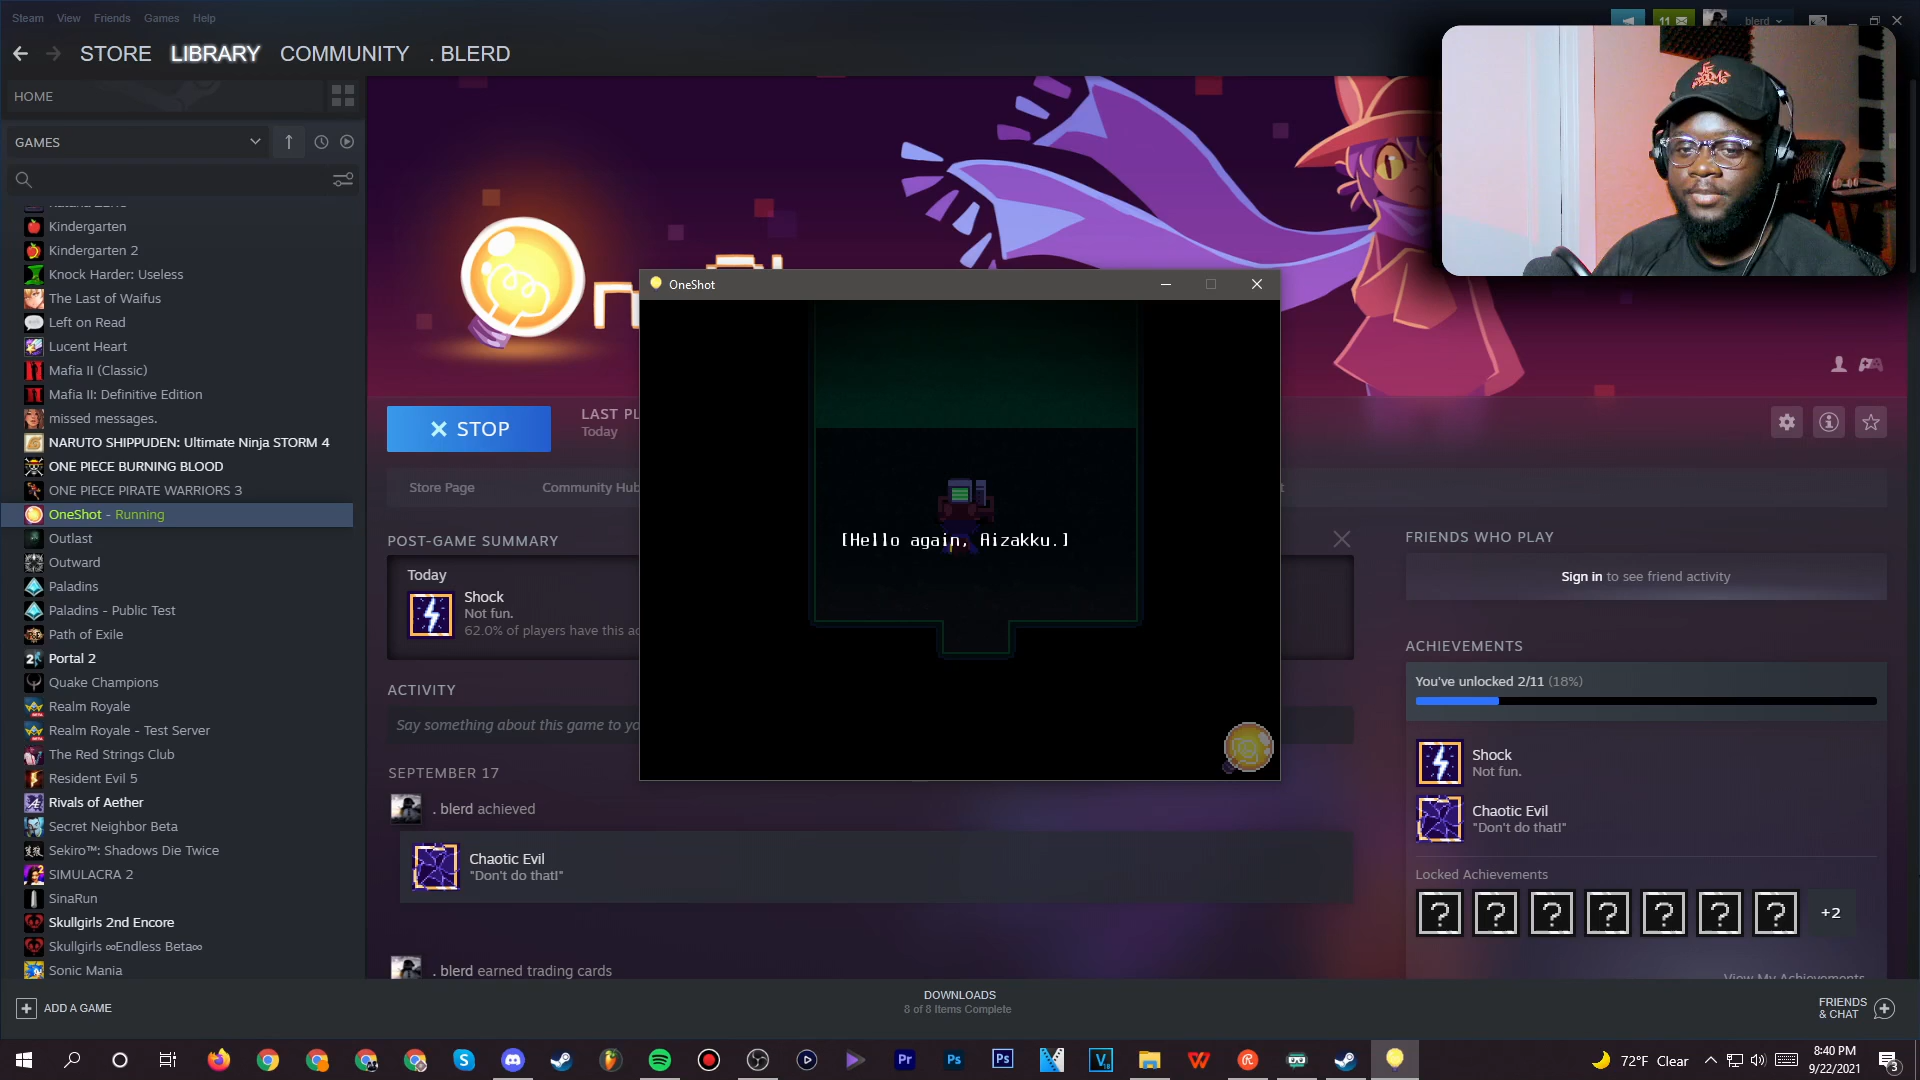 Steam View Friends Games Help
11
blerd
STORE LIBRARY COMMUNITY . BLERD
HOME
GAMES
Kindergarten
Kindergarten 2
Knock Harder: Useless
The Last of Waifus
Left on Read
Lucent Heart
Mafia II (Classic)
Mafia II: Definitive Edition
missed messages.
NARUTO SHIPPUDEN: Ultimate Ninja STORM 4
ONE PIECE BURNING BLOOD
ONE PIECE PIRATE WARRIORS 3
OneShot - Running
Outlast
Outward
Paladins
Paladins - Public Test
Path of Exile
Portal 2
Quake Champions
Realm Royale
Realm Royale - Test Server
The Red Strings Club
Resident Evil 5
Rivals of Aether
Secret Neighbor Beta
Sekiro™: Shadows Die Twice
SIMULACRA 2
SinaRun
Skullgirls 2nd Encore
Skullgirls ∞Endless Beta∞
Sonic Mania
ADD A GAME
STOP
LAST PL
Today
Store Page Community Hub
POST-GAME SUMMARY
Today
Shock
Not fun.
62.0% of players have this ac
ACTIVITY
Say something about this game to yo
SEPTEMBER 17
. blerd achieved
Chaotic Evil
"Don't do that!"
. blerd earned trading cards
OneShot
[Hello again, Aizakku.]
FRIENDS WHO PLAY
Sign in to see friend activity
ACHIEVEMENTS
You've unlocked 2/11 (18%)
Shock
Not fun.
Chaotic Evil
"Don't do that!"
Locked Achievements
+2
View My Achievements
DOWNLOADS
8 of 8 Items Complete
FRIENDS
& CHAT
72°F Clear
8:40 PM
9/22/2021
3